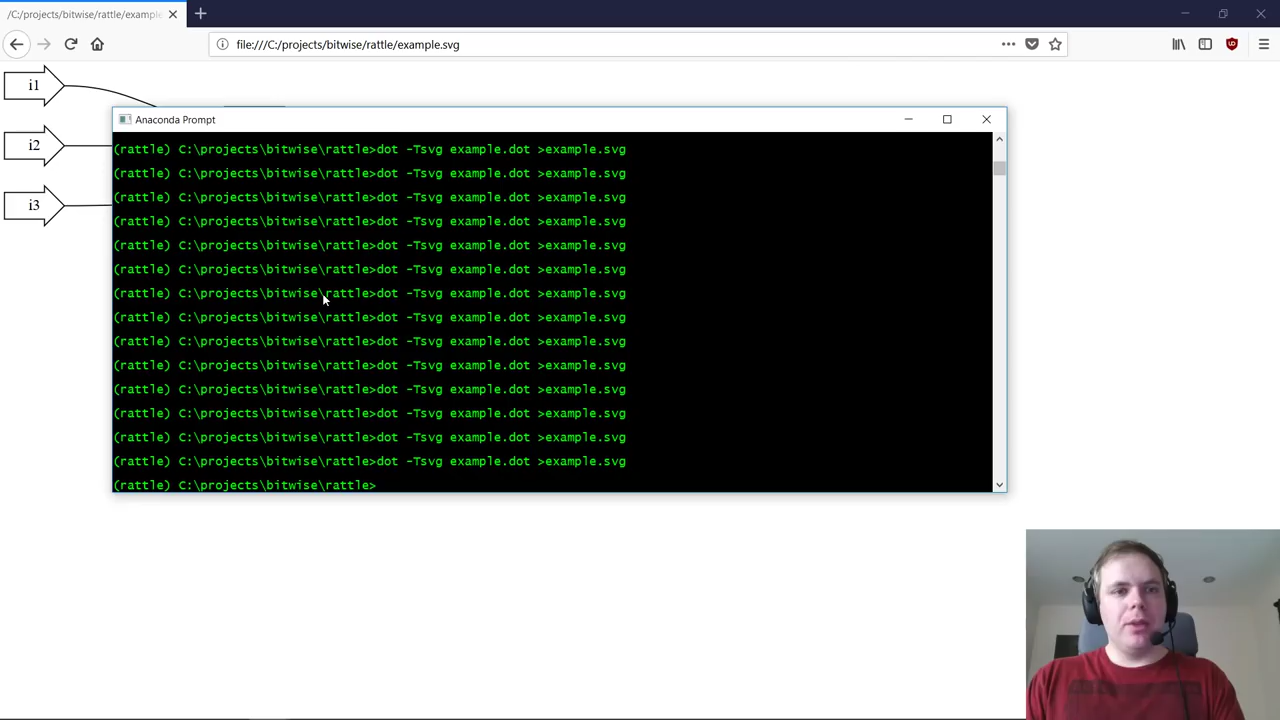 /C:/projects/bitwise/rattle/example
file:///C:/projects/bitwise/rattle/example.svg
i1
i2
i3
Anaconda Prompt
(rattle) C:\projects\bitwise\rattle>dot -Tsvg example.dot >example.svg
(rattle) C:\projects\bitwise\rattle>dot -Tsvg example.dot >example.svg
(rattle) C:\projects\bitwise\rattle>dot -Tsvg example.dot >example.svg
(rattle) C:\projects\bitwise\rattle>dot -Tsvg example.dot >example.svg
(rattle) C:\projects\bitwise\rattle>dot -Tsvg example.dot >example.svg
(rattle) C:\projects\bitwise\rattle>dot -Tsvg example.dot >example.svg
(rattle) C:\projects\bitwise\rattle>dot -Tsvg example.dot >example.svg
(rattle) C:\projects\bitwise\rattle>dot -Tsvg example.dot >example.svg
(rattle) C:\projects\bitwise\rattle>dot -Tsvg example.dot >example.svg
(rattle) C:\projects\bitwise\rattle>dot -Tsvg example.dot >example.svg
(rattle) C:\projects\bitwise\rattle>dot -Tsvg example.dot >example.svg
(rattle) C:\projects\bitwise\rattle>dot -Tsvg example.dot >example.svg
(rattle) C:\projects\bitwise\rattle>dot -Tsvg example.dot >example.svg
(rattle) C:\projects\bitwise\rattle>dot -Tsvg example.dot >example.svg
(rattle) C:\projects\bitwise\rattle>